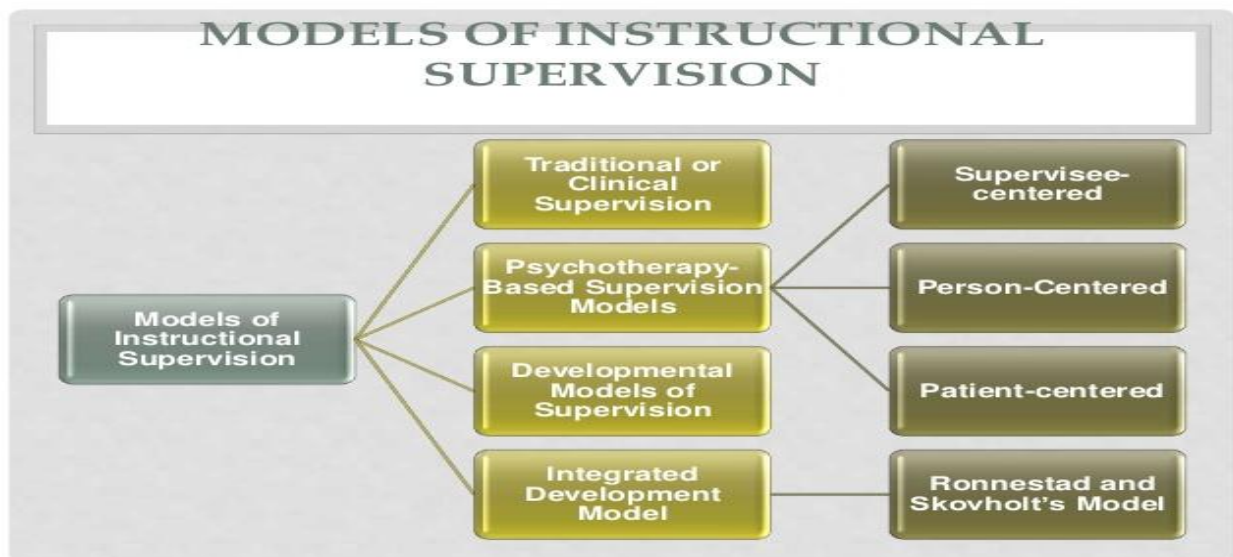 MODELS OF INSTRUCTIONAL
SUPERVISION
Models of
Instructional
Supervision
Traditional or
Clinical
Supervision
Psychotherapy-
Based Supervision
Models
Developmental
Models of
Supervision
Integrated
Development
Model
Supervisee-
centered
Person-Centered
Patient-centered
Ronnestad and
Skovholt's Model